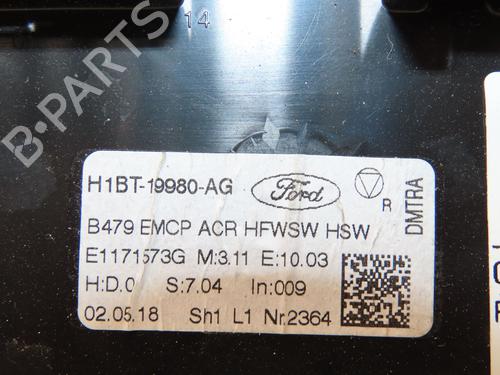 14
B-PARTS
H1BT-19980-AG Ford R
B479 EMCP ACR HFWSW HSW
E1171573G M:3.11 E:10.03
H:D.0 S:7.04 In:009
02.05.18 Sh1 L1 Nr.2364
DMTRA